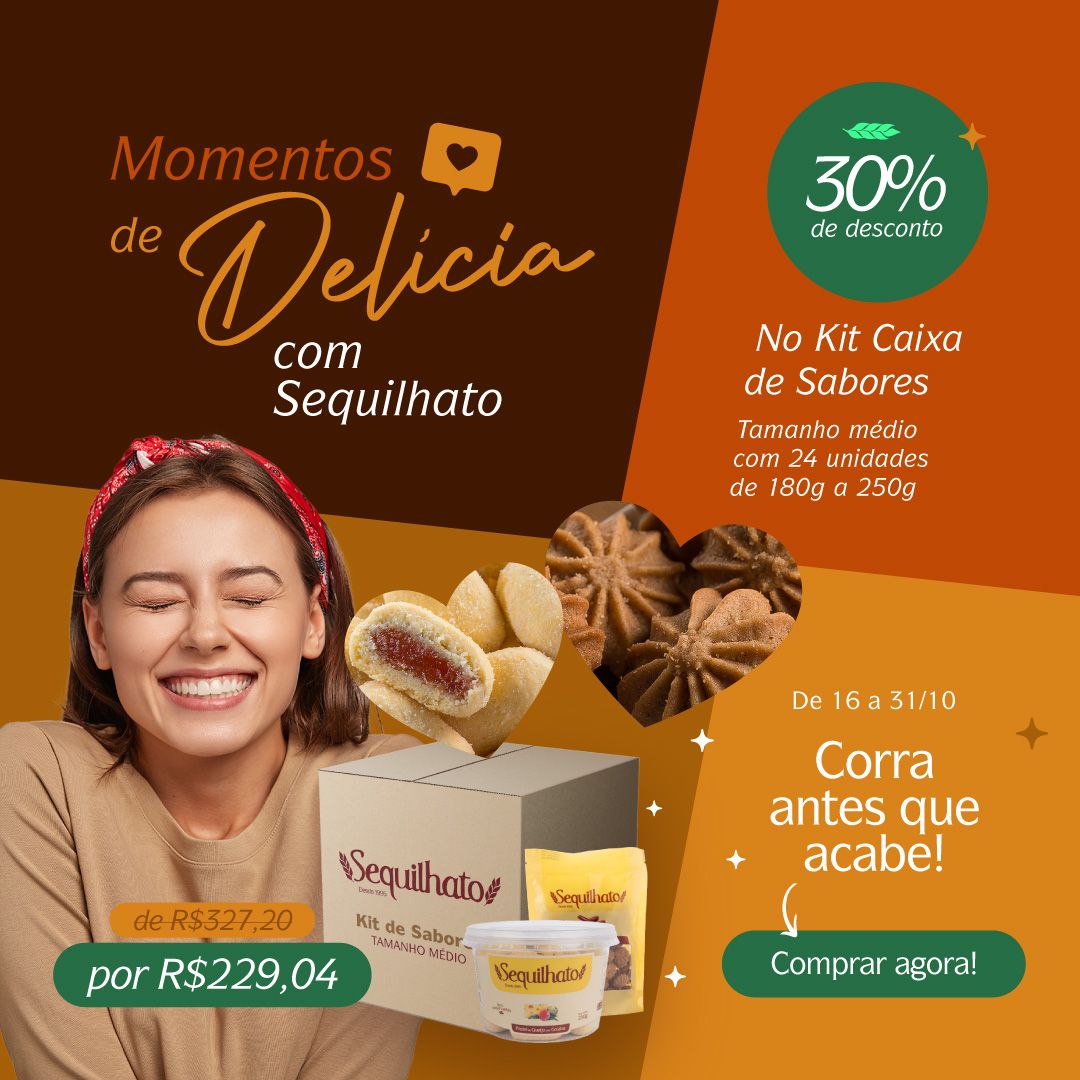 Momentos
de Delícia
com
Sequilhato
30%
de desconto
No Kit Caixa
de Sabores
Tamanho médio
com 24 unidades
de 180g a 250g
De 16 a 31/10
Corra
antes que
acabe!
Comprar agora!
de R$327,20
por R$229,04
Sequilhato
Desde 1995
Kit de Sabor
TAMANHO MÉDIO
Sequilhato
Sequilhato